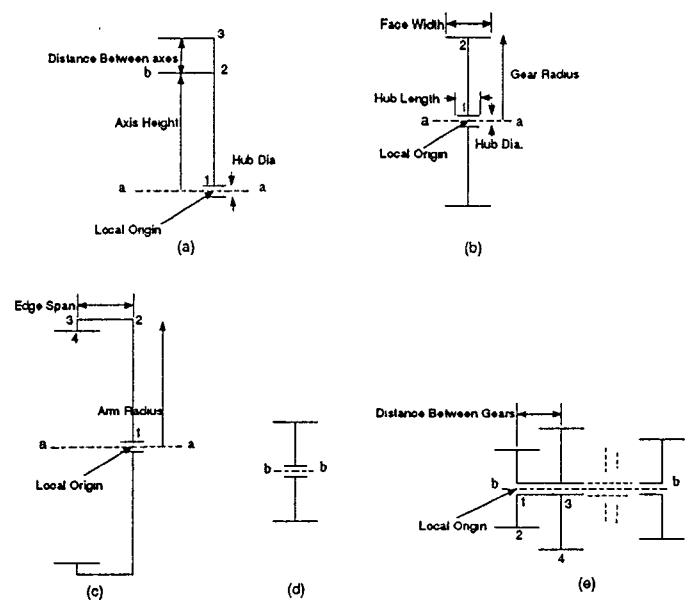 3
Distance Between axes
b
2
Axis Height
Hub Dia
1
a
a
Local Origin
(a)
Face Width
2
Gear Radius
Hub Length
1
a
a
Local Origin
Hub Dia.
(b)
Edge Span
3
2
4
Arm Radius
1
a
a
Local Origin
(c)
b
b
(d)
Distance Between Gears
b
b
1
3
Local Origin
2
4
(e)